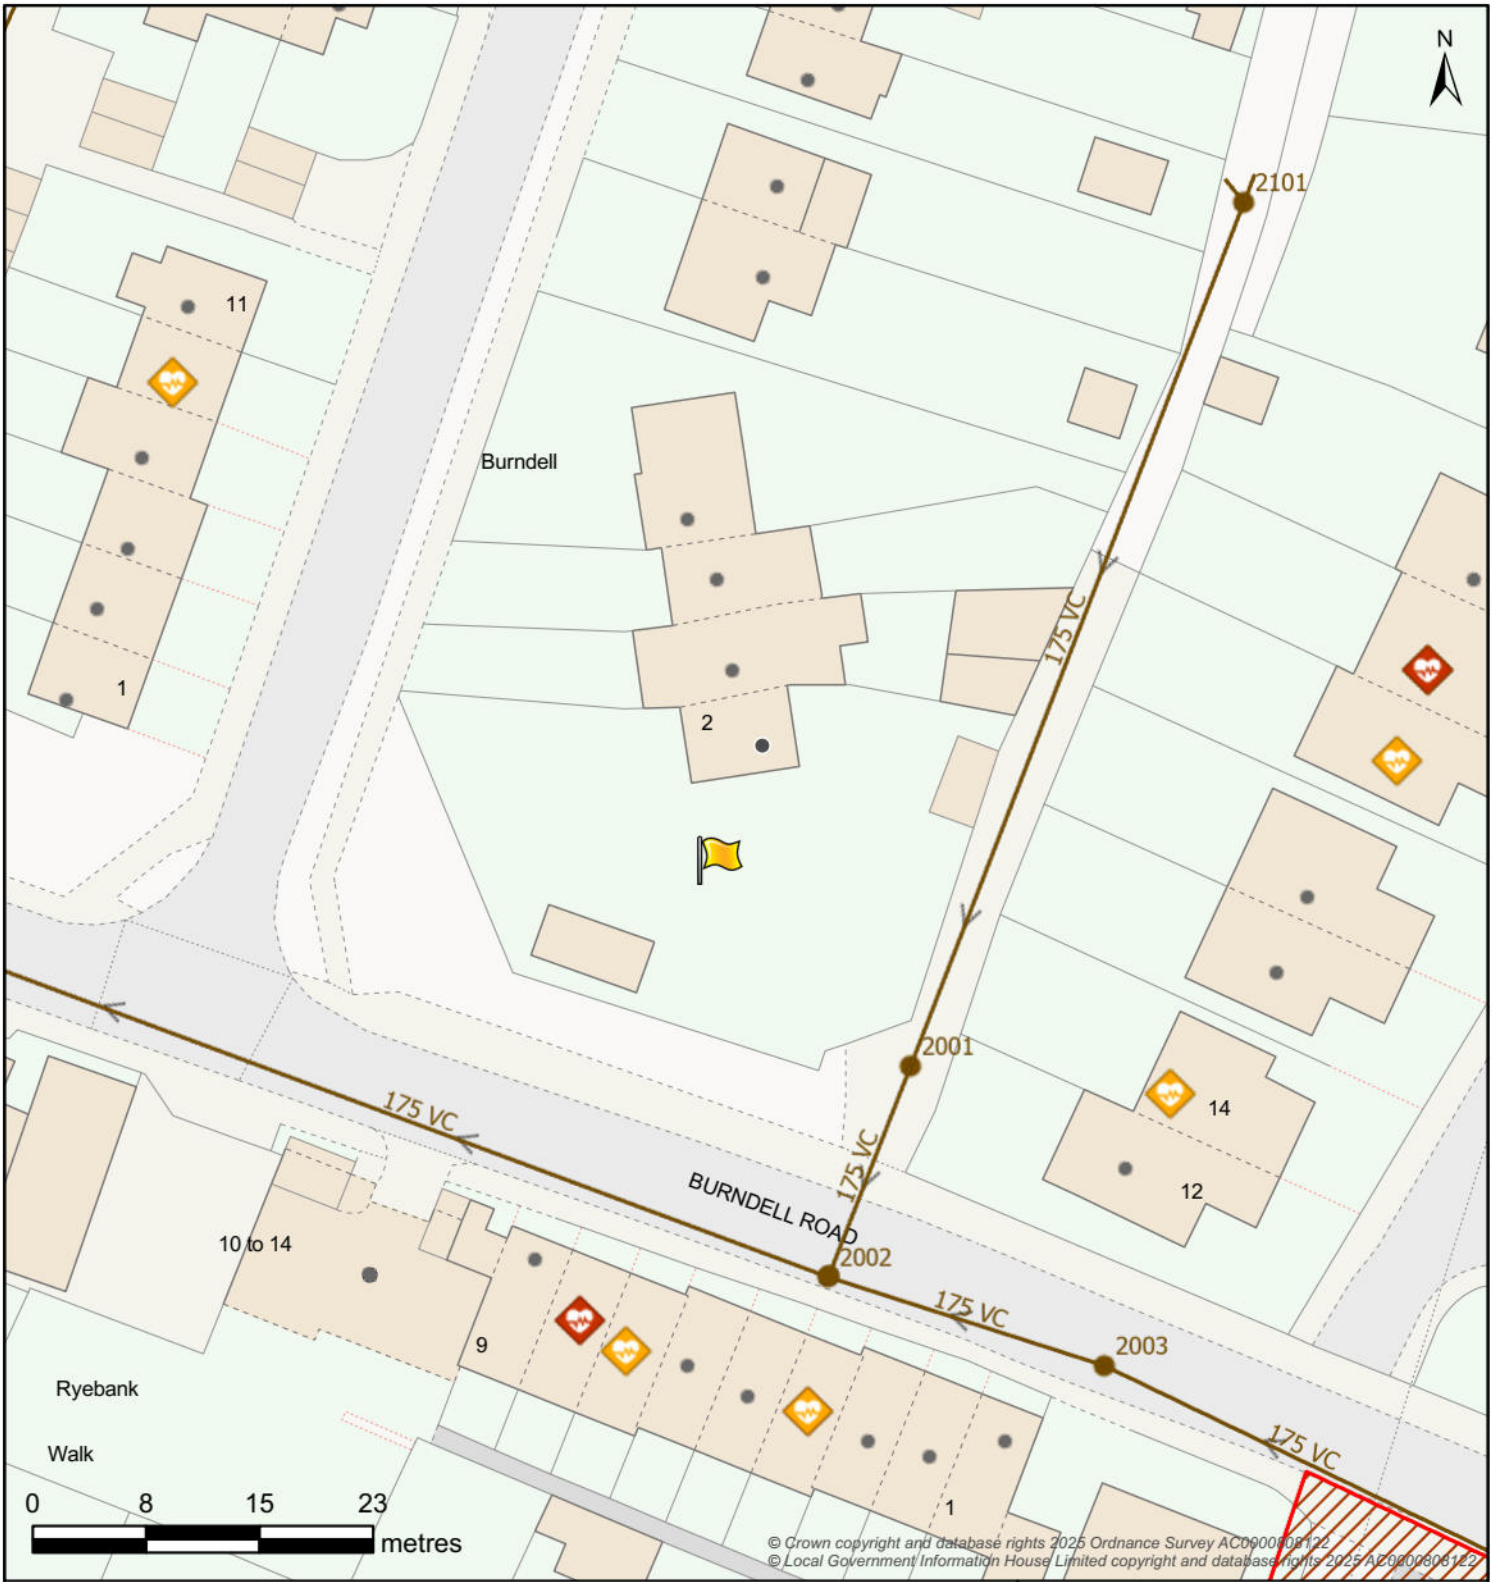 N
2101
11
Burndell
175 VC
1
2
2001
175 VC
14
175 VC
BURNDELL ROAD
12
10 to 14
2002
175 VC
9
2003
Ryebank
Walk
175 VC
0 8 15 23
metres
1
© Crown copyright and database rights 2025 Ordnance Survey AC0000808122
© Local Government Information House Limited copyright and database rights 2025 AC0000808122